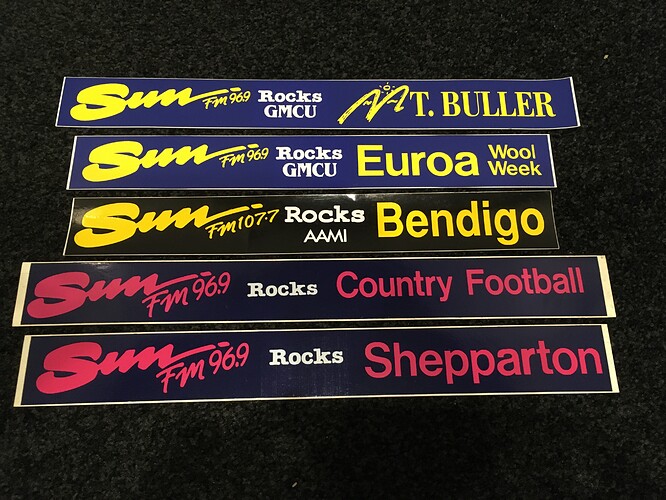 Sun FM 96.9 Rocks GMCU MT. BULLER
Sun FM 96.9 Rocks GMCU Euroa Wool Week
Sun FM 107.7 Rocks AAMI Bendigo
Sun FM 96.9 Rocks Country Football
Sun FM 96.9 Rocks Shepparton